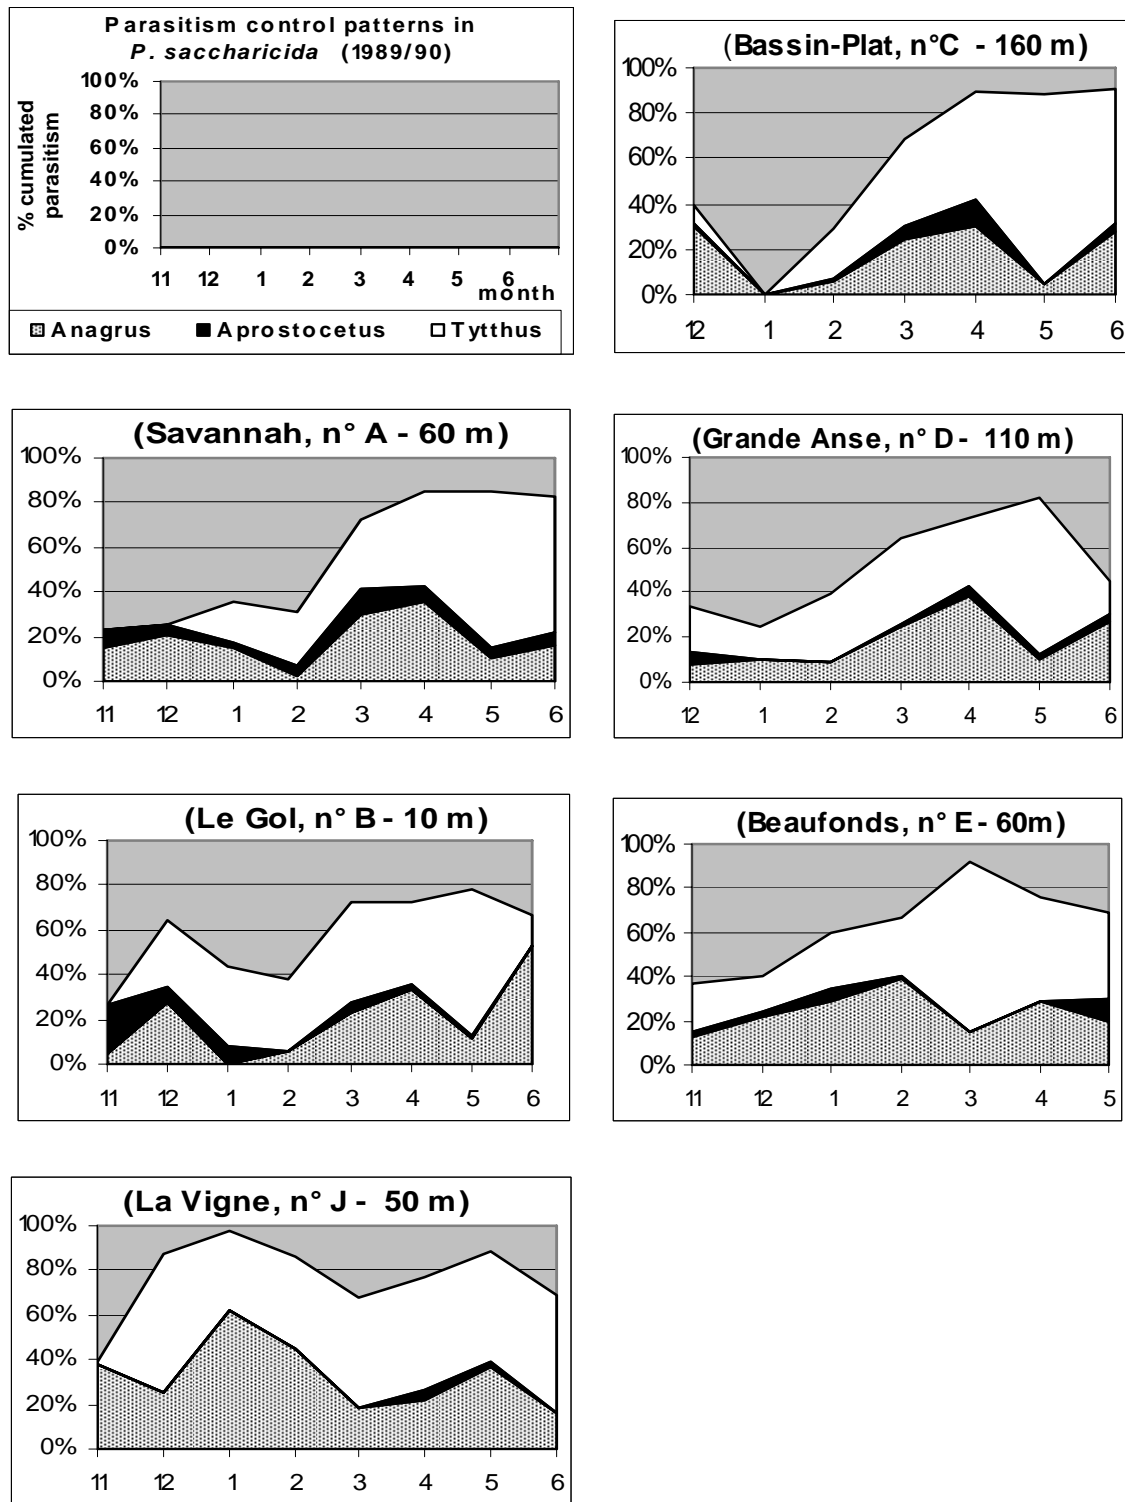 Parasitism control patterns in
P. saccharicida (1989/90)
% cumulated
parasitism
100%
80%
60%
40%
20%
0%
11 12 1 2 3 4 5 6
month
Anagrus Aprostocetus Tytthus
(Bassin-Plat, n°C - 160 m)
100%
80%
60%
40%
20%
0%
12 1 2 3 4 5 6
(Savannah, n° A - 60 m)
100%
80%
60%
40%
20%
0%
11 12 1 2 3 4 5 6
(Grande Anse, n° D - 110 m)
100%
80%
60%
40%
20%
0%
12 1 2 3 4 5 6
(Le Gol, n° B - 10 m)
100%
80%
60%
40%
20%
0%
11 12 1 2 3 4 5 6
(Beaufonds, n° E - 60m)
100%
80%
60%
40%
20%
0%
11 12 1 2 3 4 5
(La Vigne, n° J - 50 m)
100%
80%
60%
40%
20%
0%
11 12 1 2 3 4 5 6